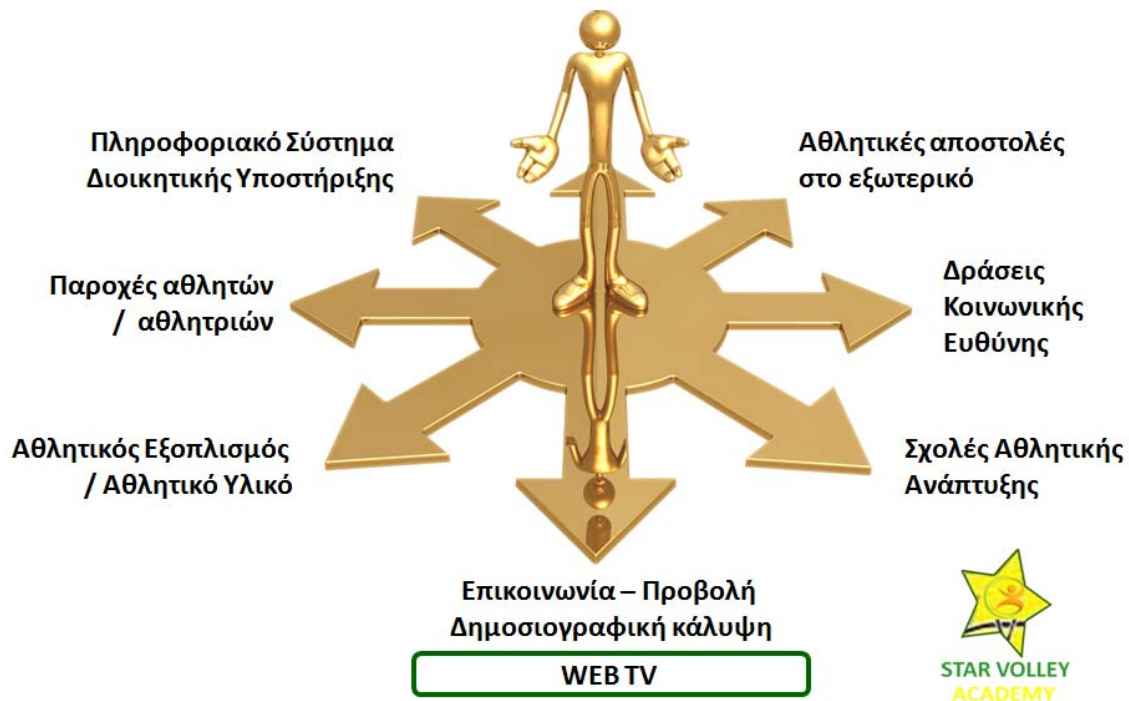 Πληροφοριακό Σύστημα
Διοικητικής Υποστήριξης
Αθλητικές αποστολές
στο εξωτερικό
Παροχές αθλητών
/ αθλητριών
Δράσεις
Κοινωνικής
Ευθύνης
Αθλητικός Εξοπλισμός
/ Αθλητικό Υλικό
Σχολές Αθλητικής
Ανάπτυξης
Επικοινωνία – Προβολή
Δημοσιογραφική κάλυψη
WEB TV
STAR VOLLEY
ACADEMY